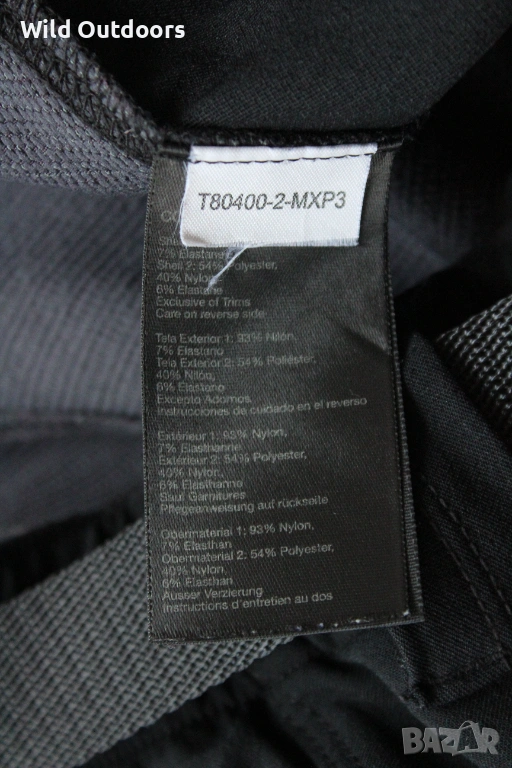 Wild Outdoors
T80400-2-MXP3
7% Elastane
Shell 2: 54% Polyester,
40% Nylon,
6% Elastane
Exclusive of Trims
Care on reverse side
Tela Exterior 1: 93% Nilón,
7% Elastano
Tela Exterior 2: 54% Poliéster,
40% Nilón,
6% Elastano
Excepto Adornos.
Instrucciones de cuidado en el reverso
Extérieur 1: 93% Nylon,
7% Elasthanne
Extérieur 2: 54% Polyester,
40% Nylon,
6% Elasthanne
Sauf Garnitures
Pflegeanweisung auf rückseite
Obermaterial 1; 93% Nylon,
7% Elasthan
Obermaterial 2: 54% Polyester,
40% Nylon,
6% Elasthan
Ausser Verzierung
Instructions d'entretien au dos
BAZAR